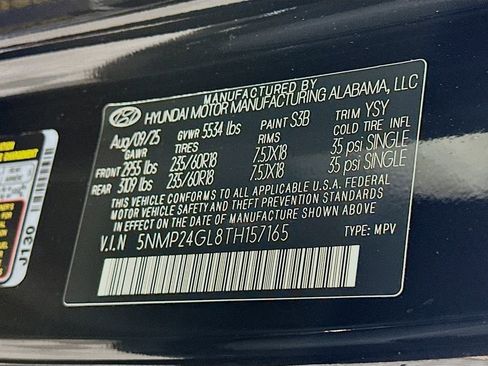 MANUFACTURED BY
HYUNDAI MOTOR MANUFACTURING ALABAMA, LLC
Aug/09/25 GVWR 5534 lbs PAINT S3B TRIM YSY
GAWR TIRES RIMS COLD TIRE INFL
FRONT 2955 lbs 235/60R18 7.5JX18 35 psi SINGLE
REAR 3109 lbs 235/60R18 7.5JX18 35 psi SINGLE
THIS VEHICLE CONFORMS TO ALL APPLICABLE U.S.A. FEDERAL
MOTOR VEHICLE SAFETY AND THEFT PREVENTION STANDARDS
IN EFFECT ON THE DATE OF MANUFACTURE SHOWN ABOVE.
V.I.N 5NMP24GL8TH157165 TYPE: MPV
J130